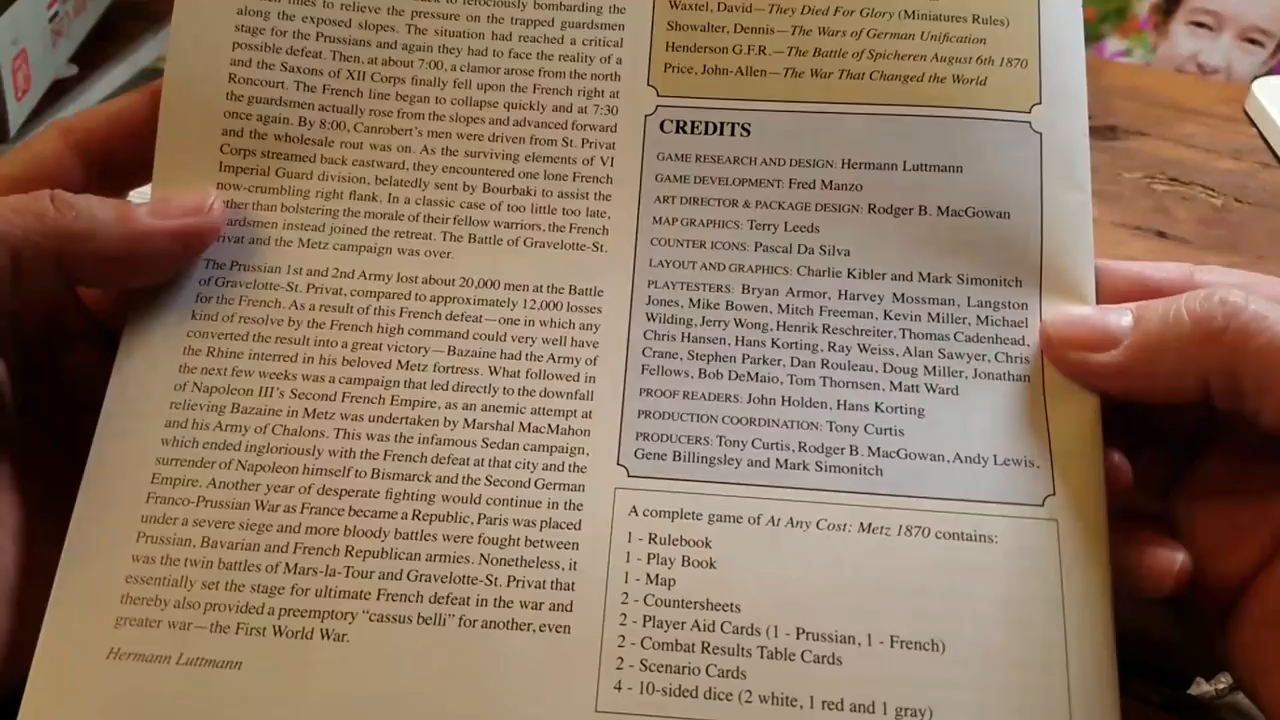 to ferociously bombarding the
to relieve the pressure on the trapped guardsmen
along the exposed slopes. The situation had reached a critical
stage for the Prussians and again they had to face the reality of a
possible defeat. Then, at about 7:00, a clamor arose from the north
and the Saxons of XII Corps finally fell upon the French right at
Roncourt. The French line began to collapse quickly and at 7:30
the guardsmen actually rose from the slopes and advanced forward
once again. By 8:00, Canrobert's men were driven from St. Privat
and the wholesale rout was on. As the surviving elements of VI
Corps streamed back eastward, they encountered one lone French
Imperial Guard division, belatedly sent by Bourbaki to assist the
now-crumbling right flank. In a classic case of too little too late,
than bolstering the morale of their fellow warriors, the French
instead joined the retreat. The Battle of Gravelotte-St.
and the Metz campaign was over.
The Prussian 1st and 2nd Army lost about 20,000 men at the Battle
of Gravelotte-St. Privat, compared to approximately 12,000 losses
for the French. As a result of this French defeat—one in which any
kind of resolve by the French high command could very well have
converted the result into a great victory—Bazaine had the Army of
the Rhine interred in his beloved Metz fortress. What followed in
the next few weeks was a campaign that led directly to the downfall
of Napoleon III's Second French Empire, as an anemic attempt at
relieving Bazaine in Metz was undertaken by Marshal MacMahon
and his Army of Chalons. This was the infamous Sedan campaign,
which ended ingloriously with the French defeat at that city and the
surrender of Napoleon himself to Bismarck and the Second German
Empire. Another year of desperate fighting would continue in the
Franco-Prussian War as France became a Republic, Paris was placed
under a severe siege and more bloody battles were fought between
Prussian, Bavarian and French Republican armies. Nonetheless, it
was the twin battles of Mars-la-Tour and Gravelotte-St. Privat that
essentially set the stage for ultimate French defeat in the war and
thereby also provided a preemptory “cassus belli” for another, even
greater war—the First World War.
Hermann Luttmann
Waxtel, David—They Died For Glory (Miniatures Rules)
Showalter, Dennis—The Wars of German Unification
Henderson G.F.R.—The Battle of Spicheren August 6th 1870
Price, John-Allen—The War That Changed the World
CREDITS
GAME RESEARCH AND DESIGN: Hermann Luttmann
GAME DEVELOPMENT: Fred Manzo
ART DIRECTOR & PACKAGE DESIGN: Rodger B. MacGowan
MAP GRAPHICS: Terry Leeds
COUNTER ICONS: Pascal Da Silva
LAYOUT AND GRAPHICS: Charlie Kibler and Mark Simonitch
PLAYTESTERS: Bryan Armor, Harvey Mossman, Langston
Jones, Mike Bowen, Mitch Freeman, Kevin Miller, Michael
Wilding, Jerry Wong, Henrik Reschreiter, Thomas Cadenhead,
Chris Hansen, Hans Korting, Ray Weiss, Alan Sawyer, Chris
Crane, Stephen Parker, Dan Rouleau, Doug Miller, Jonathan
Fellows, Bob DeMaio, Tom Thornsen, Matt Ward
PROOF READERS: John Holden, Hans Korting
PRODUCTION COORDINATION: Tony Curtis
PRODUCERS: Tony Curtis, Rodger B. MacGowan, Andy Lewis,
Gene Billingsley and Mark Simonitch
A complete game of At Any Cost: Metz 1870 contains:
1 - Rulebook
1 - Play Book
1 - Map
2 - Countersheets
2 - Player Aid Cards (1 - Prussian, 1 - French)
2 - Combat Results Table Cards
2 - Scenario Cards
4 - 10-sided dice (2 white, 1 red and 1 gray)